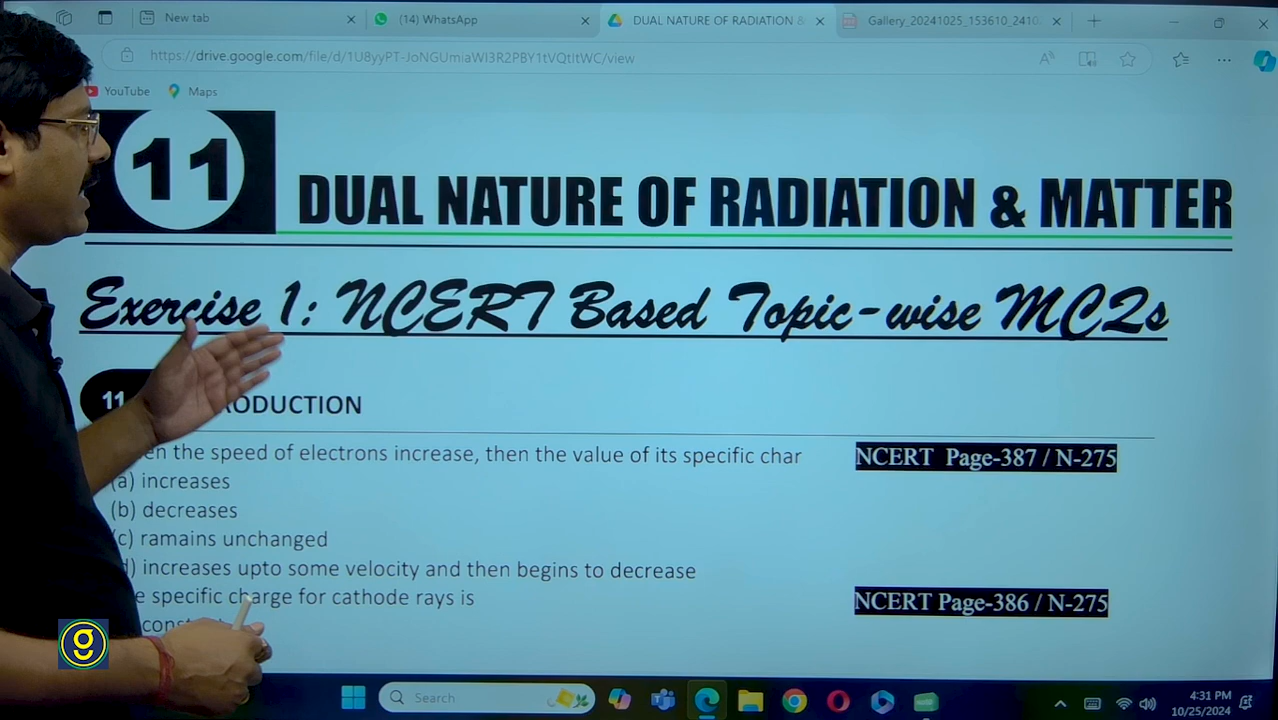 New tab
(14) WhatsApp
DUAL NATURE OF RADIATION &
Gallery_20241025_153610_2410
https://drive.google.com/file/d/1U8yyPT-JoNGUmiaWI3R2PBY1tVQtItWC/view
YouTube
Maps
11
DUAL NATURE OF RADIATION & MATTER
Exercise 1: NCERT Based Topic-wise MCQs
11
RODUCTION
en the speed of electrons increase, then the value of its specific char
NCERT Page-387 / N-275
(a) increases
(b) decreases
(c) ramains unchanged
d) increases upto some velocity and then begins to decrease
e specific charge for cathode rays is
NCERT Page-386 / N-275
const
g
Search
4:31 PM
10/25/2024